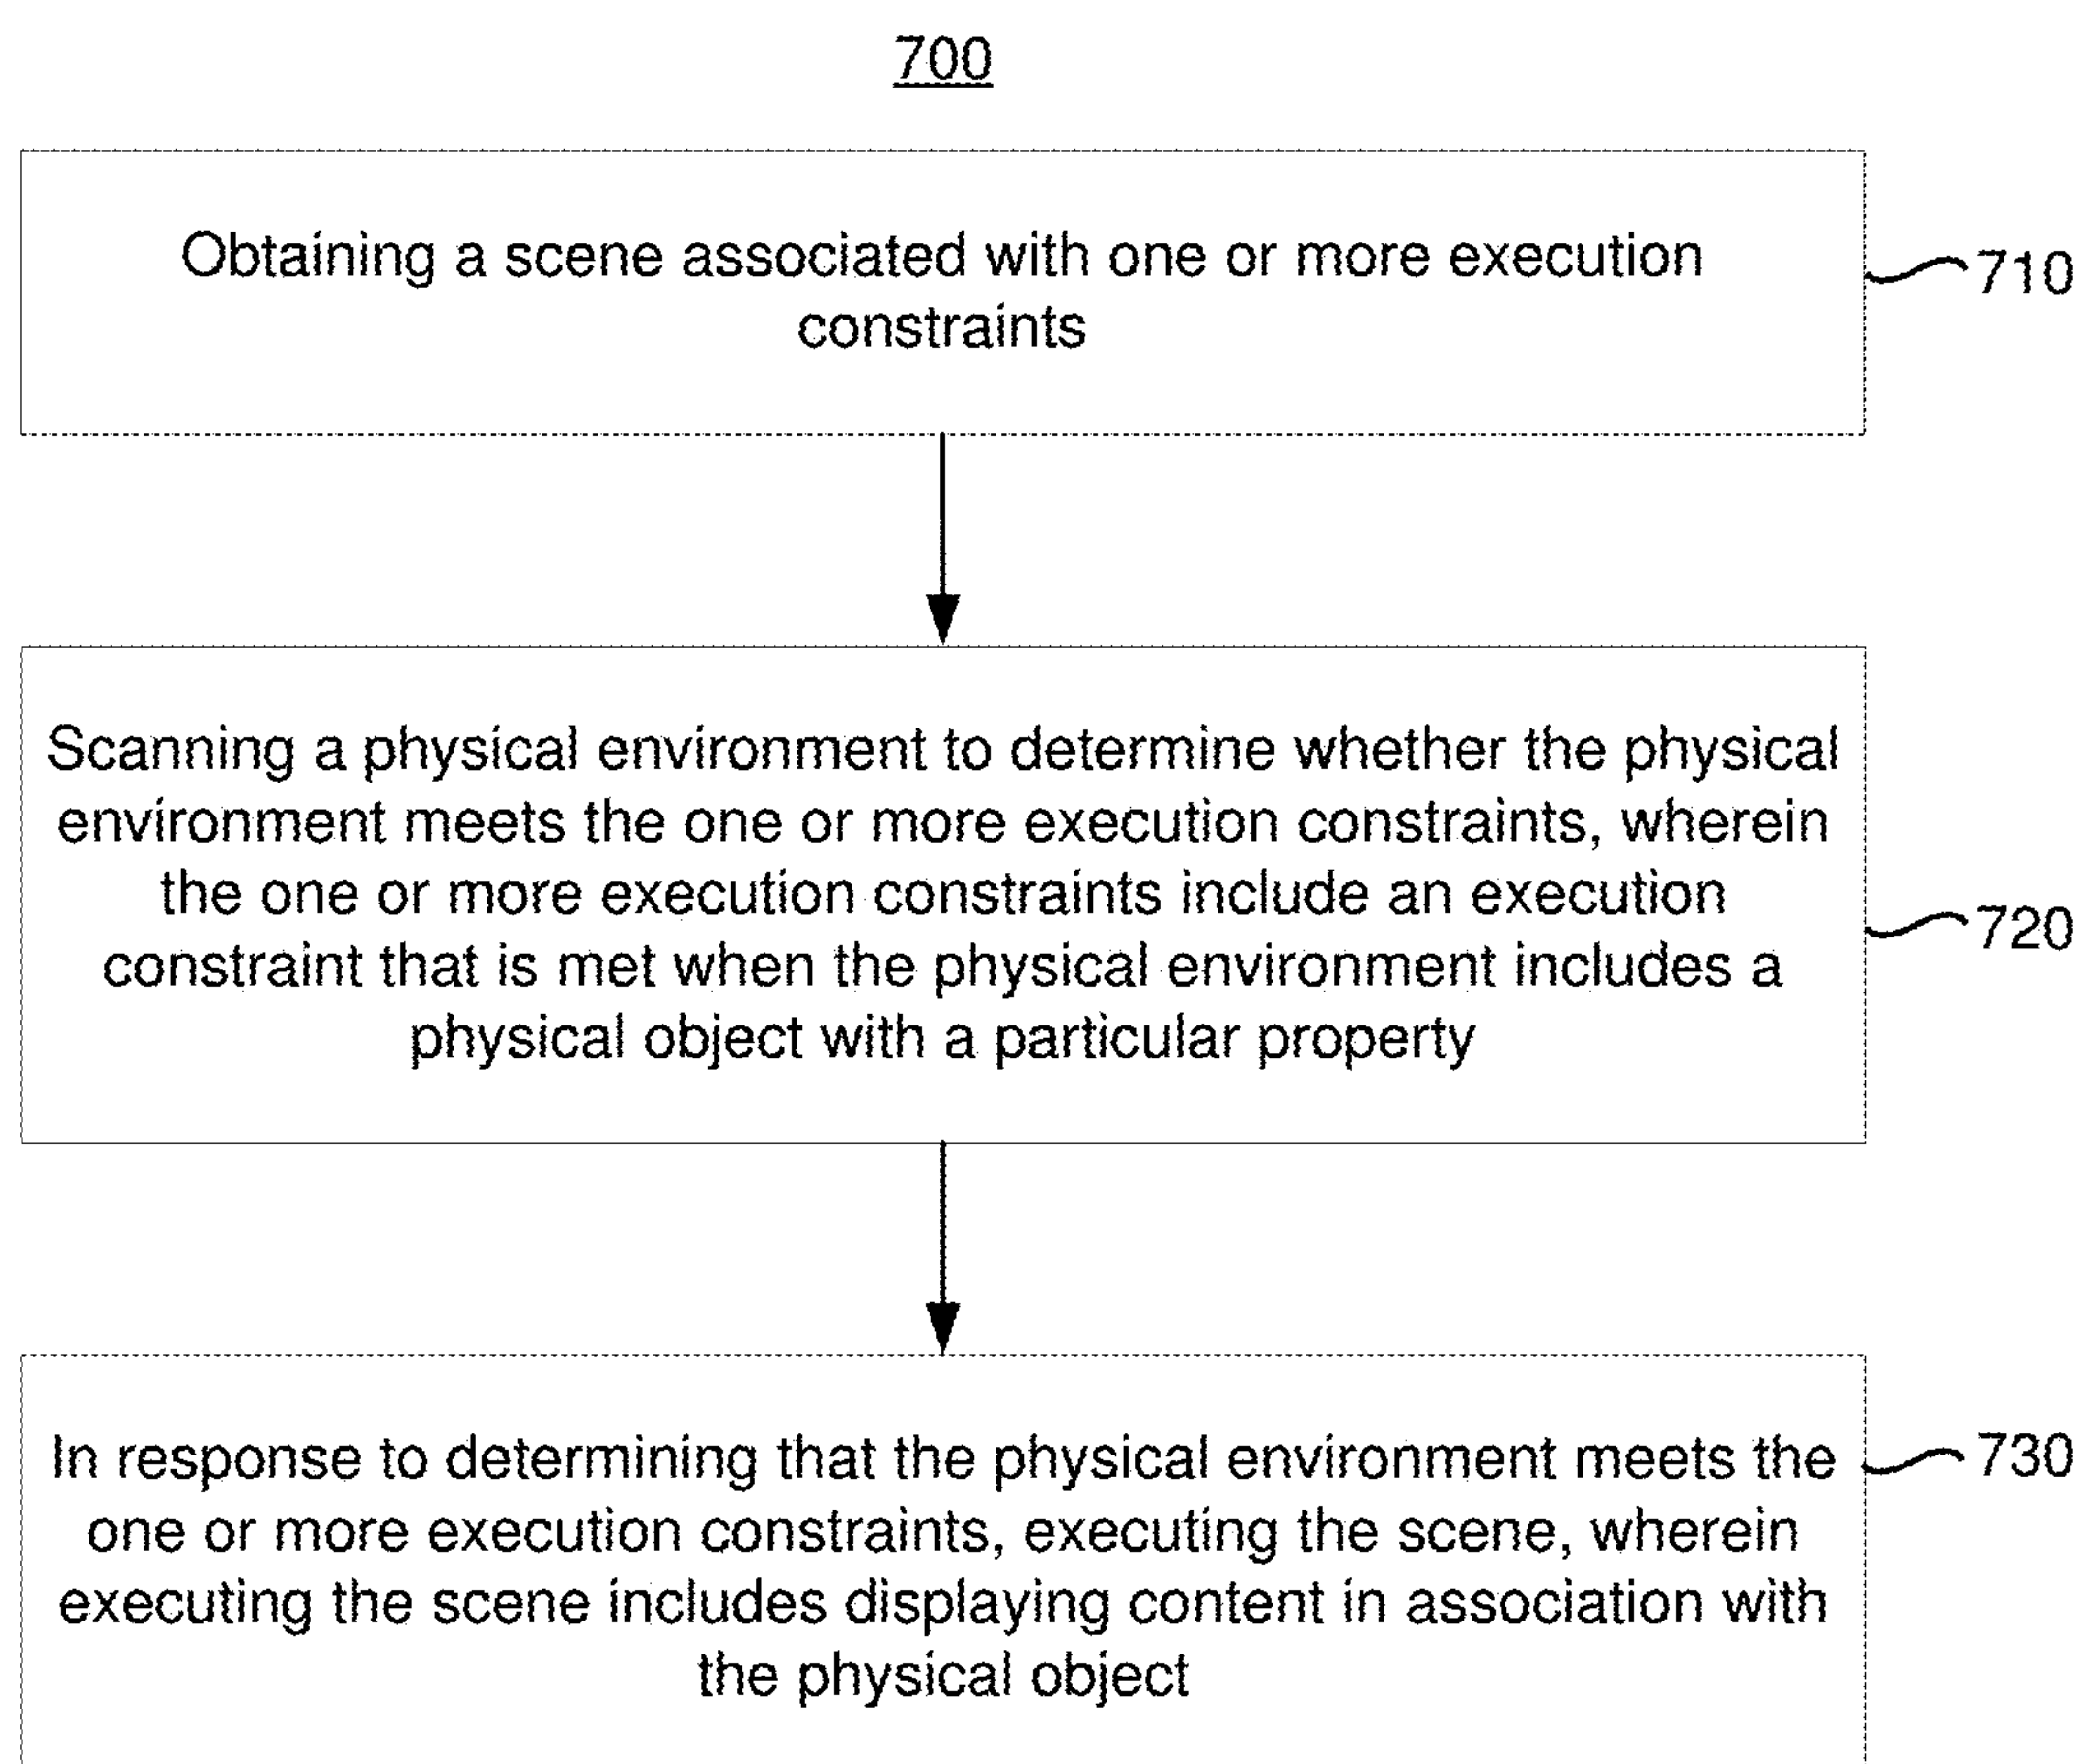 700
Obtaining a scene associated with one or more execution
constraints
710
Scanning a physical environment to determine whether the physical
environment meets the one or more execution constraints, wherein
the one or more execution constraints include an execution
constraint that is met when the physical environment includes a
physical object with a particular property
720
In response to determining that the physical environment meets the
one or more execution constraints, executing the scene, wherein
executing the scene includes displaying content in association with
the physical object
730